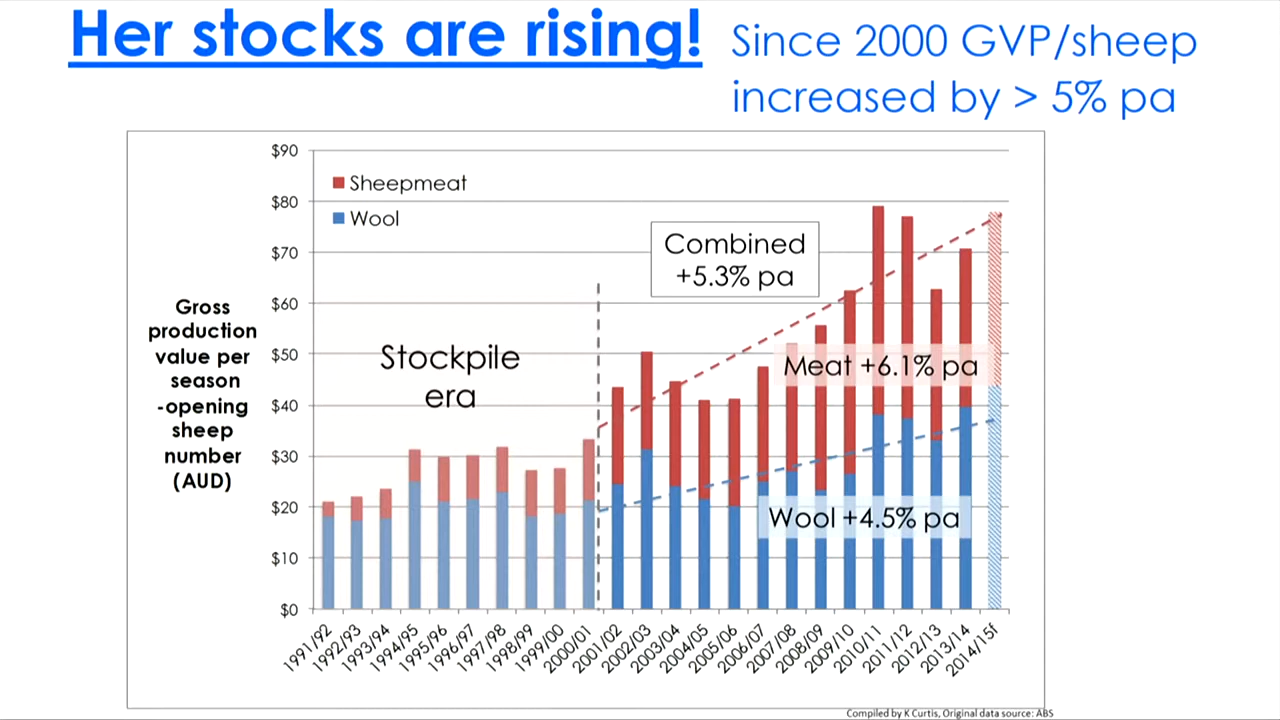 Her stocks are rising!
Since 2000 GVP/sheep
increased by > 5% pa
$90
$80
$70
$60
$50
$40
$30
$20
$10
$0
Gross
production
value per
season
-opening
sheep
number
(AUD)
Sheepmeat
Wool
Stockpile
era
Combined
+5.3% pa
Meat +6.1% pa
Wool +4.5% pa
1991/92
1992/93
1993/94
1994/95
1995/96
1996/97
1997/98
1998/99
1999/00
2000/01
2001/02
2002/03
2003/04
2004/05
2005/06
2006/07
2007/08
2008/09
2009/10
2010/11
2011/12
2012/13
2013/14
2014/15f
Compiled by K Curtis, Original data source: ABS